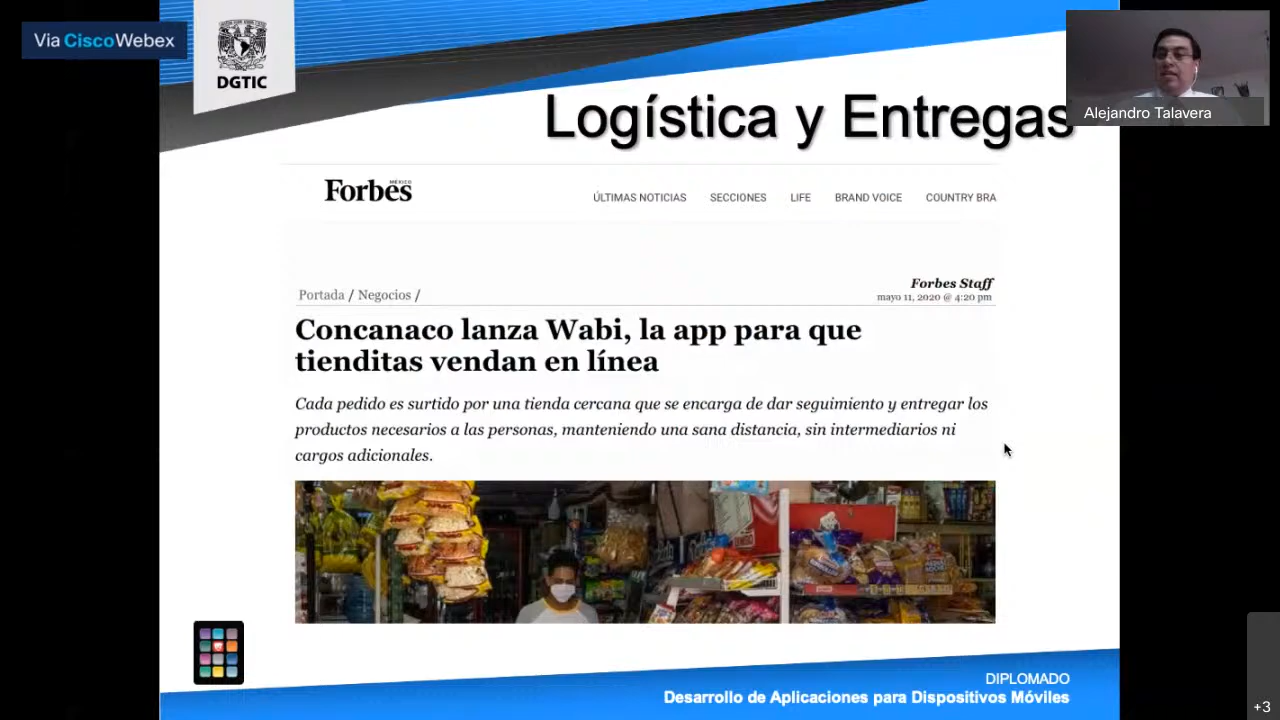 Via CiscoWebex
DGTIC
Alejandro Talavera
Logística y Entregas
Forbes
MÉXICO
ÚLTIMAS NOTICIAS SECCIONES LIFE BRAND VOICE COUNTRY BRA
Forbes Staff
Portada / Negocios /
mayo 11, 2020 @ 4:20 pm
Concanaco lanza Wabi, la app para que
tienditas vendan en línea
Cada pedido es surtido por una tienda cercana que se encarga de dar seguimiento y entregar los
productos necesarios a las personas, manteniendo una sana distancia, sin intermediarios ni
cargos adicionales.
DIPLOMADO
Desarrollo de Aplicaciones para Dispositivos Móviles
+3